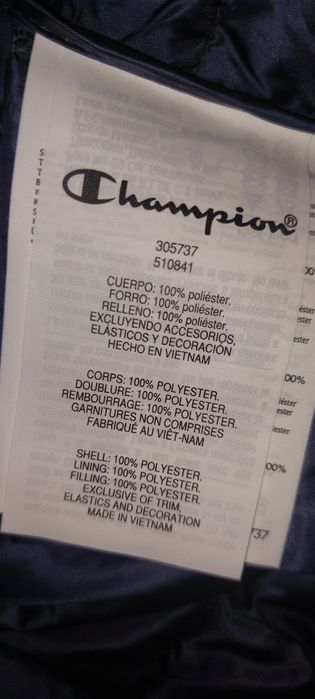 Champion®
305737
510841
CUERPO: 100% poliéster.
FORRO: 100% poliéster.
RELLENO: 100% poliéster.
EXCLUYENDO ACCESORIOS,
ELÁSTICOS Y DECORACIÓN
HECHO EN VIETNAM
CORPS: 100% POLYESTER.
DOUBLURE: 100% POLYESTER.
REMBOURRAGE: 100% POLYESTER.
GARNITURES NON COMPRISES
FABRIQUÉ AU VIÊT-NAM
SHELL: 100% POLYESTER.
LINING: 100% POLYESTER.
FILLING: 100% POLYESTER.
EXCLUSIVE OF TRIM,
ELASTICS AND DECORATION
MADE IN VIETNAM